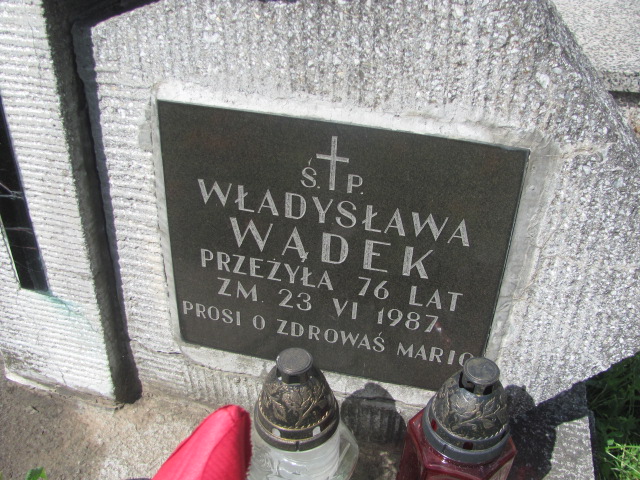 Ś. P.
WŁADYSŁAWA
WĄDEK
PRZEŻYŁA 76 LAT
ZM. 23 VI 1987
PROSI O ZDROWAŚ MARIO